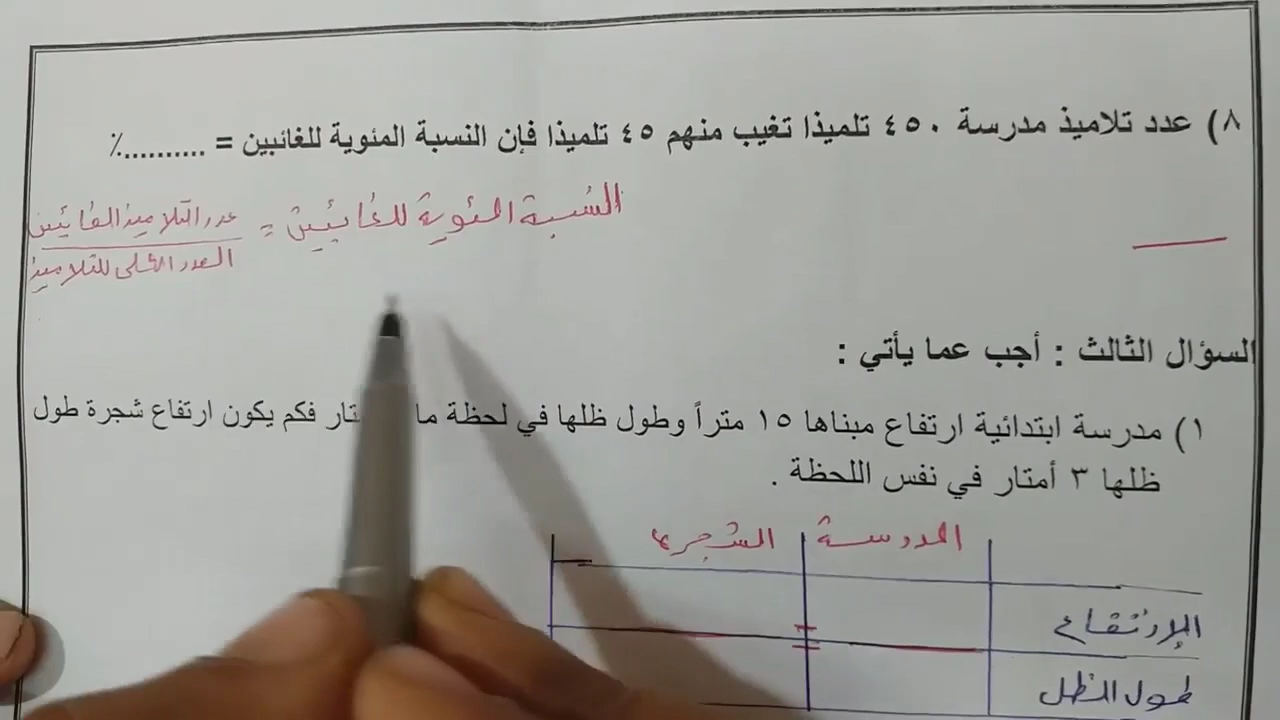 ٨) عدد تلاميذ مدرسة ٤٥٠ تلميذا تغيب منهم ٤٥ تلميذا فإن النسبة المئوية للغائبين = ..........٪
النسبة المئوية للغائبين = عدد التلاميذ الغائبين
العدد الكلى للتلاميذ
السؤال الثالث : أجب عما يأتي :
١) مدرسة ابتدائية ارتفاع مبناها ١٥ متراً وطول ظلها في لحظة ما تار فكم يكون ارتفاع شجرة طول
ظلها ٣ أمتار في نفس اللحظة .
المدرسة الشجرة
الإرتفاع
طول الظل